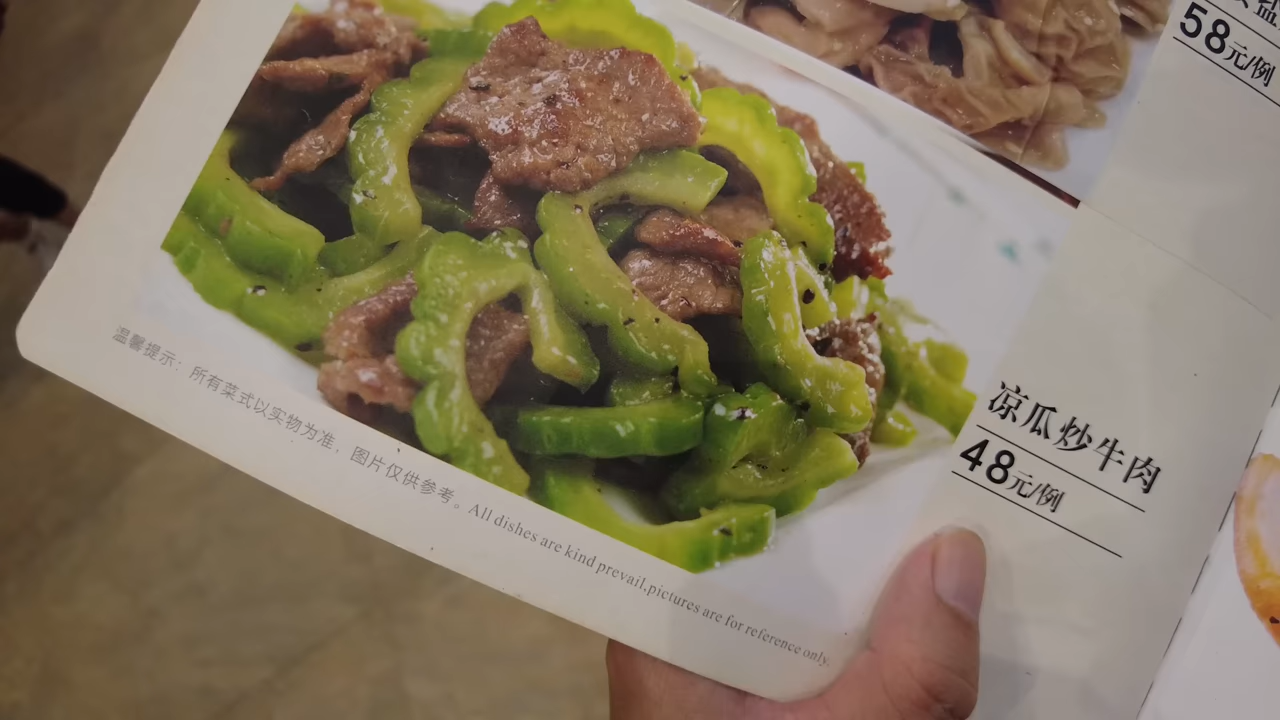 58元/例
凉瓜炒牛肉
48元/例
温馨提示：所有菜式以实物为准，图片仅供参考。All dishes are kind prevail,pictures are for reference only.